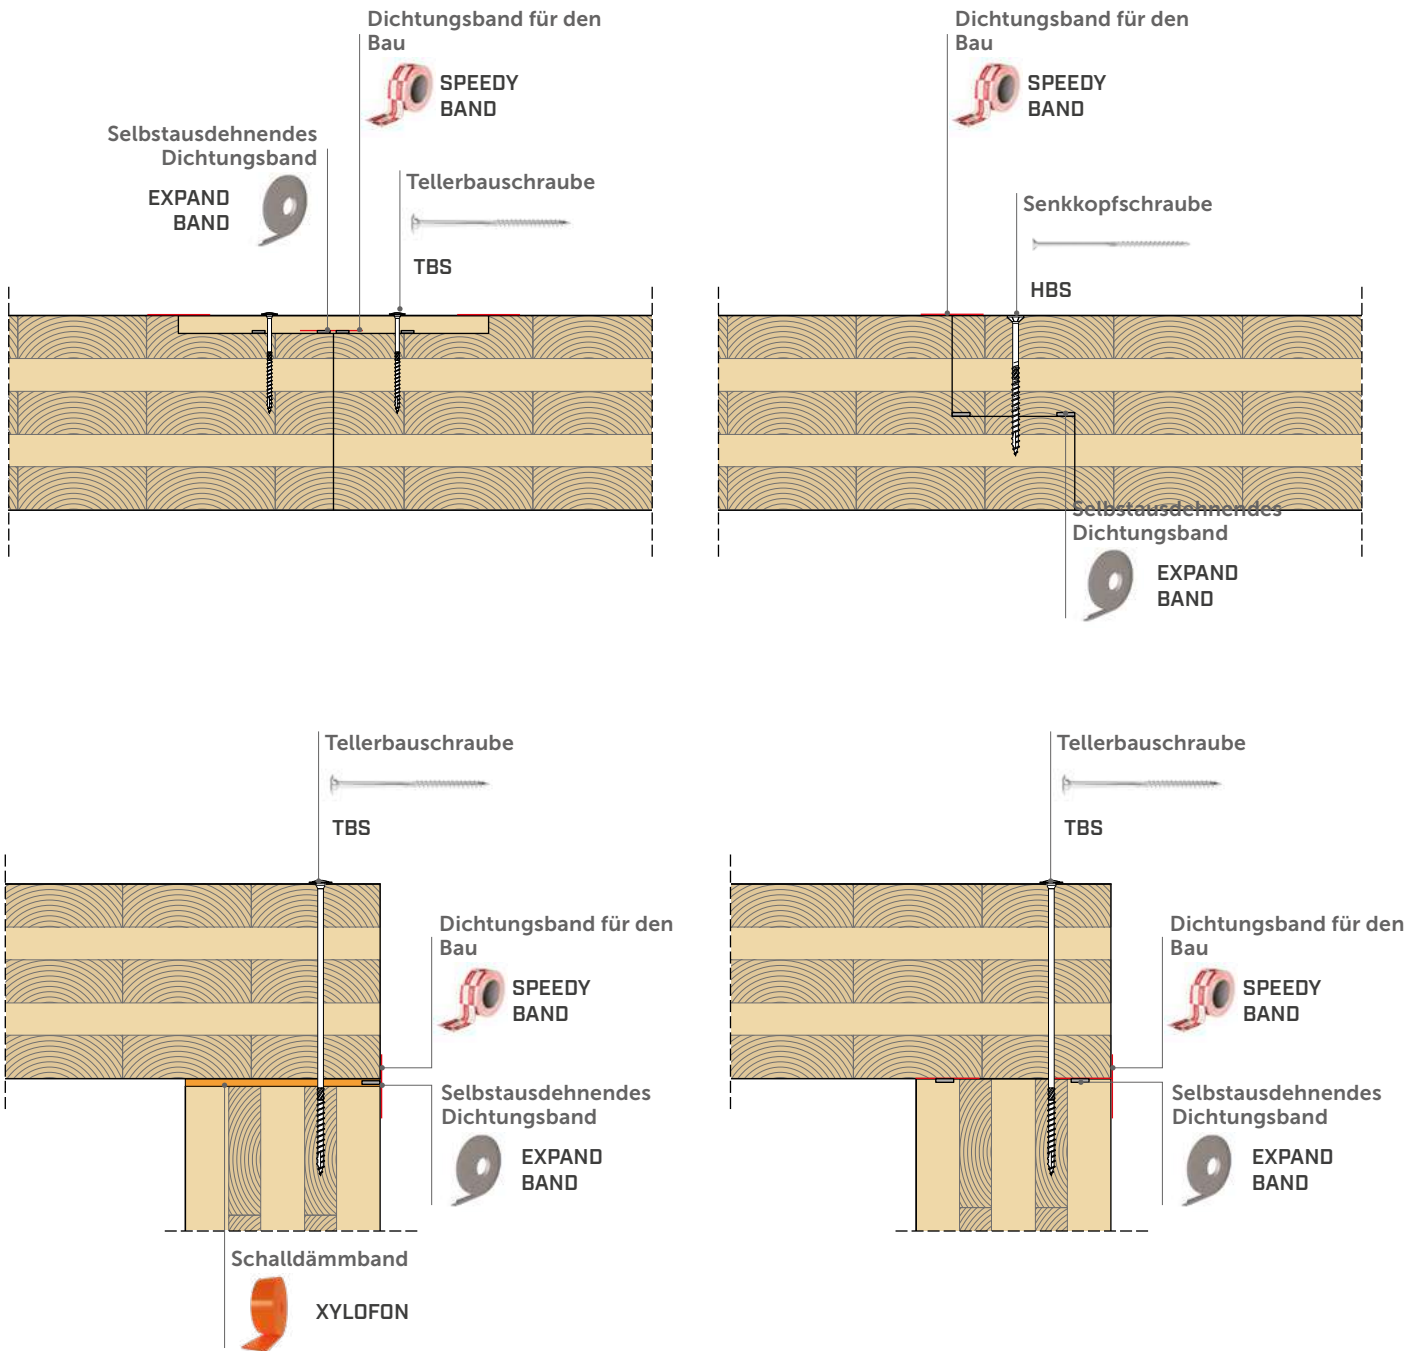 Dichtungsband für den
Bau
SPEEDY
BAND
Selbstausdehnendes
Dichtungsband
EXPAND
BAND
Tellerbauschraube
TBS
Dichtungsband für den
Bau
SPEEDY
BAND
Senkkopfschraube
HBS
Selbstausdehnendes
Dichtungsband
EXPAND
BAND
Tellerbauschraube
TBS
Dichtungsband für den
Bau
SPEEDY
BAND
Selbstausdehnendes
Dichtungsband
EXPAND
BAND
Schalldämmband
XYLOFON
Tellerbauschraube
TBS
Dichtungsband für den
Bau
SPEEDY
BAND
Selbstausdehnendes
Dichtungsband
EXPAND
BAND